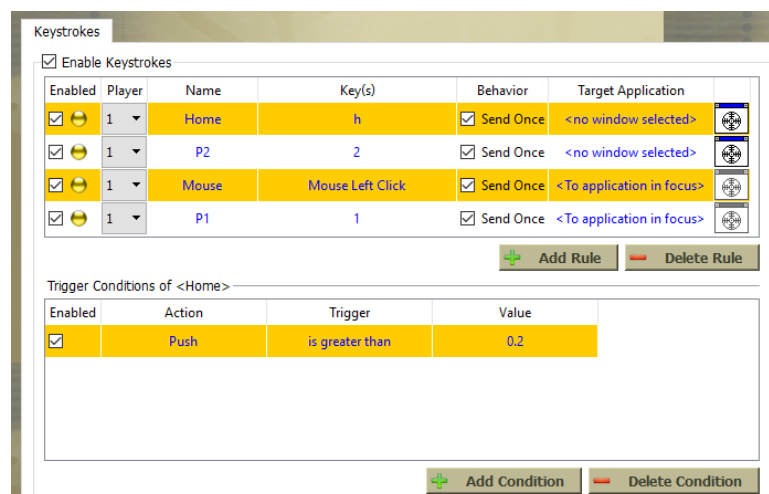 Keystrokes
Enable Keystrokes
Enabled Player Name Key(s) Behavior Target Application
1 Home h Send Once <no window selected>
1 P2 2 Send Once <no window selected>
1 Mouse Mouse Left Click Send Once <To application in focus>
1 P1 1 Send Once <To application in focus>
Add Rule Delete Rule
Trigger Conditions of <Home>
Enabled Action Trigger Value
Push is greater than 0.2
Add Condition Delete Condition